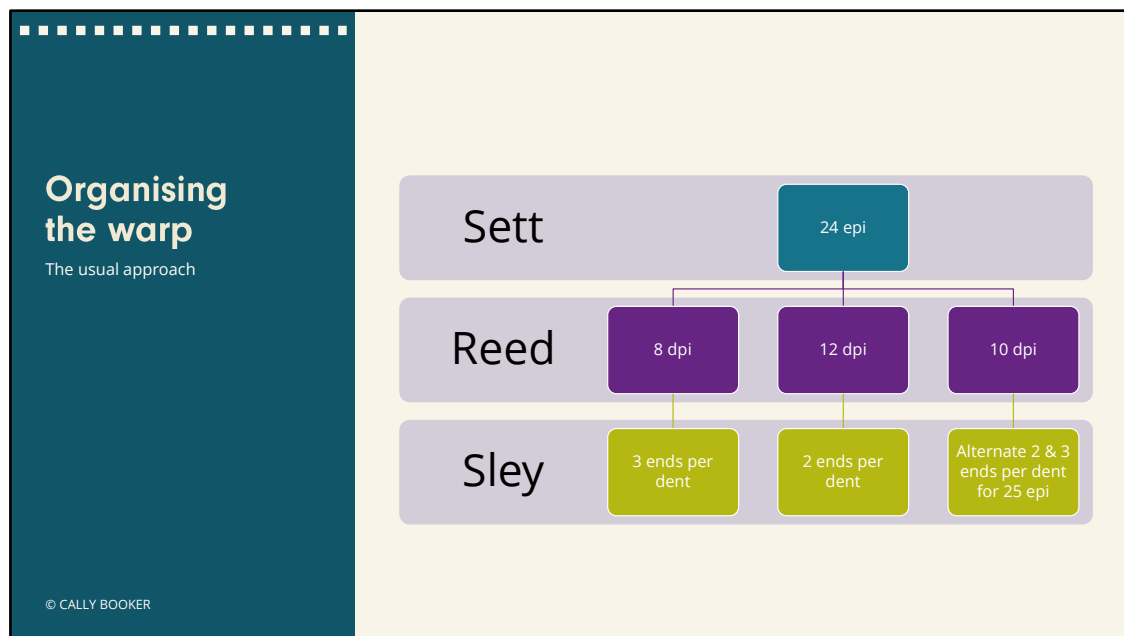 Organising
the warp
The usual approach
Sett
24 epi
Reed
8 dpi
12 dpi
10 dpi
Sley
3 ends per
dent
2 ends per
dent
Alternate 2 & 3
ends per dent
for 25 epi
© CALLY BOOKER